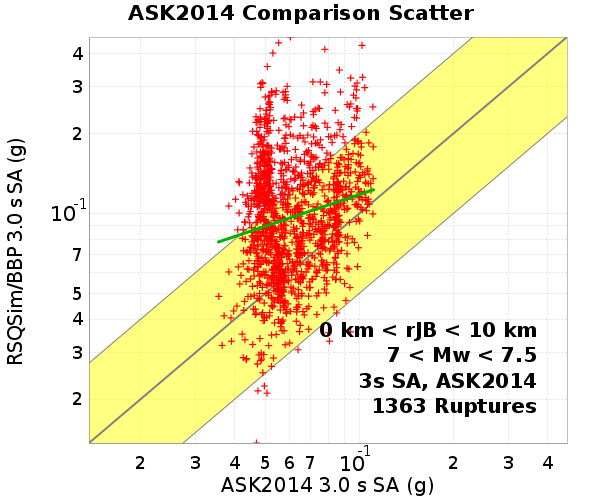 ASK2014 Comparison Scatter
RSQSim/BBP 3.0 s SA (g)
4
3
2
10-1
7
5
4
3
2
0 km < rJB < 10 km
7 < Mw < 7.5
3s SA, ASK2014
1363 Ruptures
2 3 4 5 6 7 10-1 2 3 4
ASK2014 3.0 s SA (g)